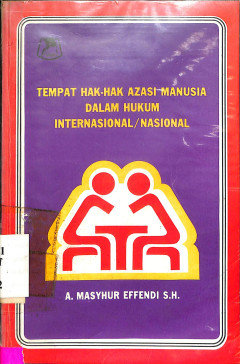 TEMPAT HAK-HAK AZASI MANUSIA
DALAM HUKUM
INTERNASIONAL/NASIONAL
A. MASYHUR EFFENDI S.H.